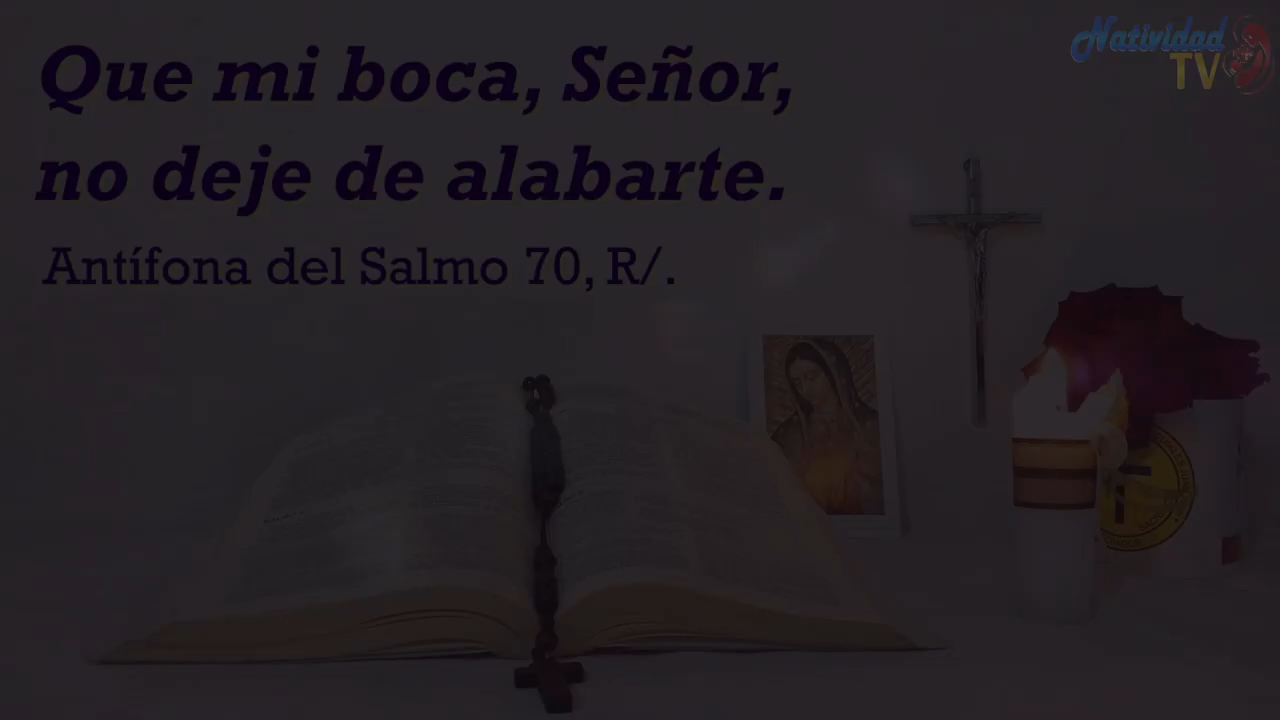 Que mi boca, Señor,
no deje de alabarte.
Antífona del Salmo 70, R/.
Natividad
TV